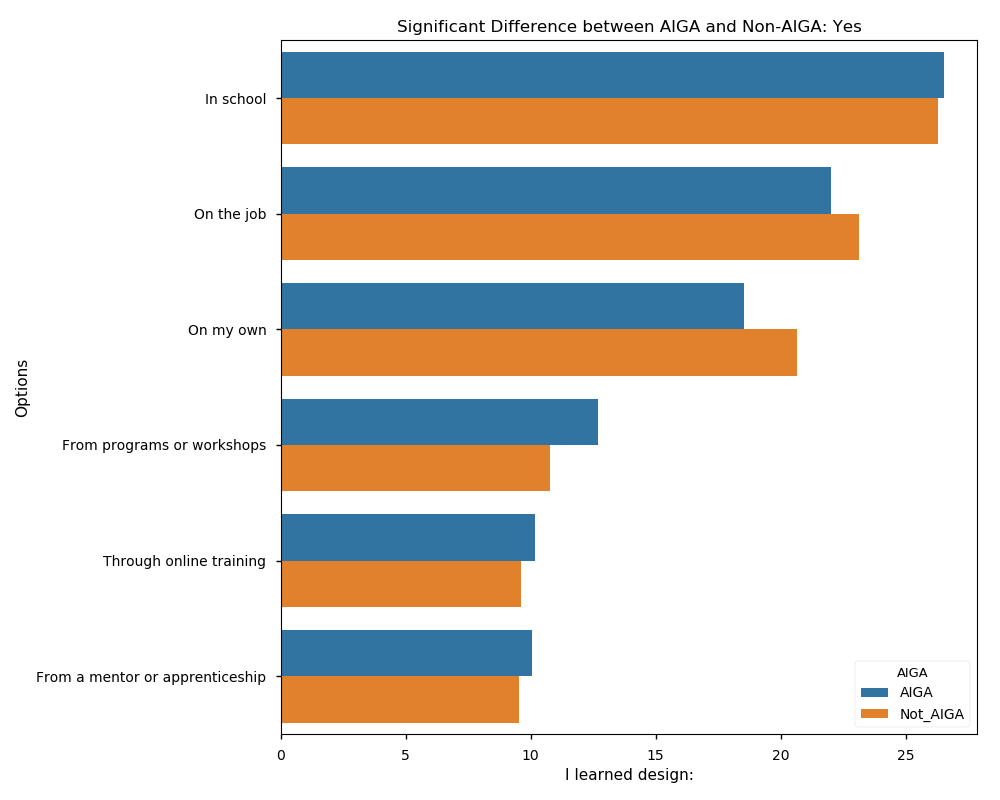 Significant Difference between AIGA and Non-AIGA: Yes
In school
On the job
On my own
From programs or workshops
Through online training
From a mentor or apprenticeship
Options
0 5 10 15 20 25
I learned design:
AIGA
AIGA
Not_AIGA